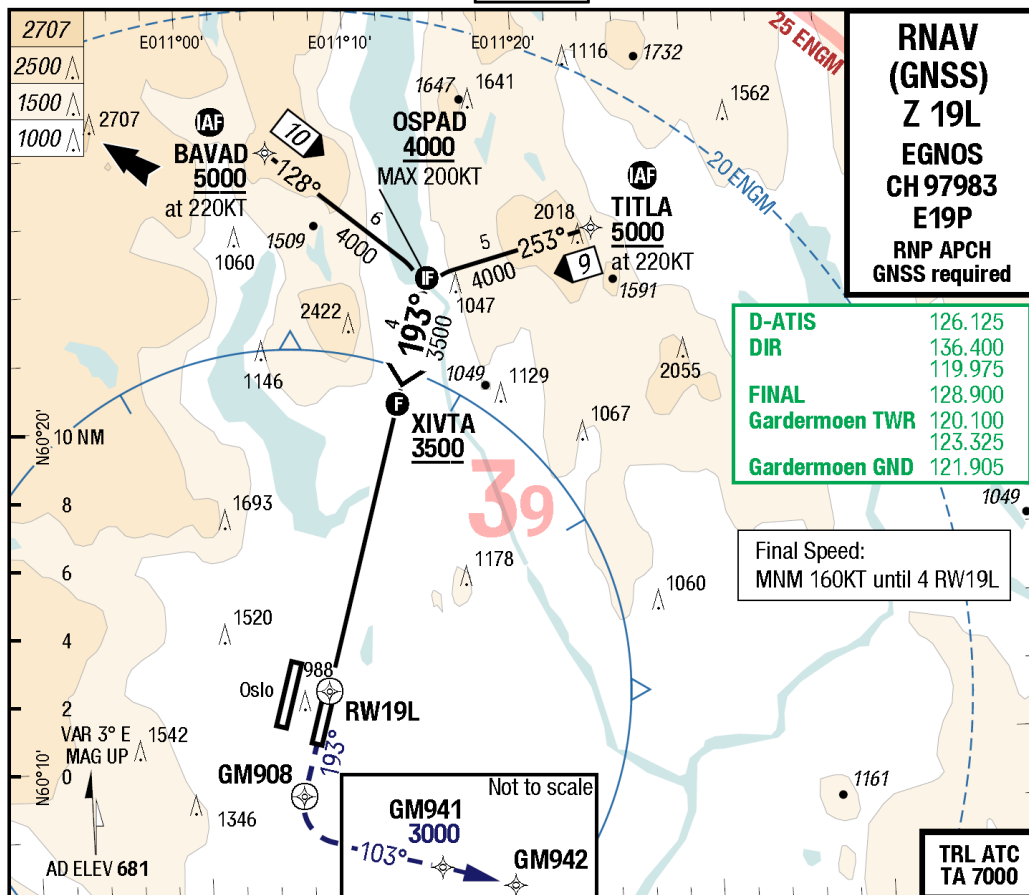 2707
2500
1500
1000
2707
E011°00'
E011°10'
E011°20'
1116
1732
25 ENGM
RNAV
(GNSS)
Z 19L
EGNOS
CH 97983
E19P
RNP APCH
GNSS required
1647
1641
1562
IAF
BAVAD
5000
at 220KT
10
128°
6
4000
OSPAD
4000
MAX 200KT
20 ENGM
IAF
TITLA
5000
at 220KT
2018
253°
5
4000
9
1591
1509
1060
IF
1047
2422
193°
4
3500
1146
1049
1129
2055
1067
D-ATIS 126.125
DIR 136.400
119.975
FINAL 128.900
Gardermoen TWR 120.100
123.325
Gardermoen GND 121.905
F
XIVTA
3500
N60°20'
10 NM
8
6
4
2
0
39
1049
1693
1178
1060
Final Speed:
MNM 160KT until 4 RW19L
1520
988
Oslo
RW19L
193°
VAR 3° E
MAG UP
1542
N60°10'
GM908
1346
1161
AD ELEV 681
Not to scale
GM941
3000
103°
GM942
TRL ATC
TA 7000